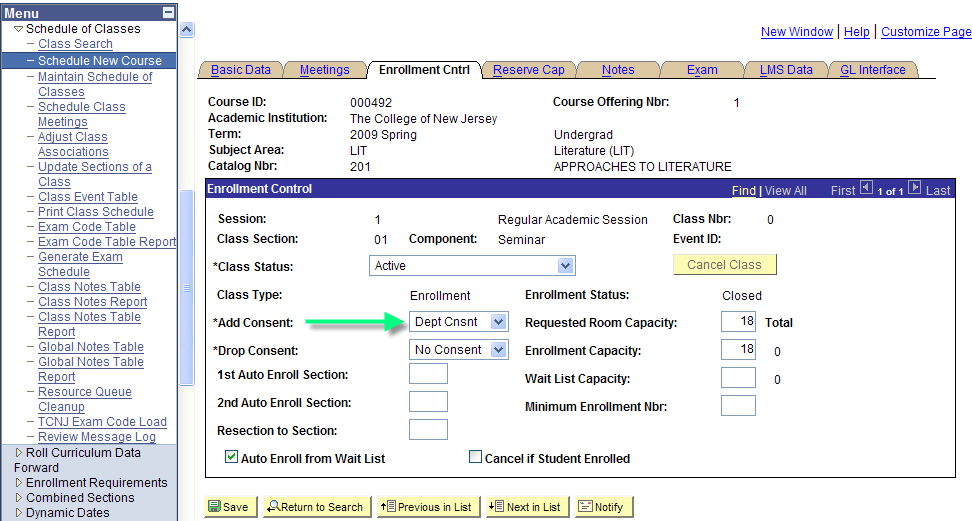 Menu
Schedule of Classes
Class Search
Schedule New Course
Maintain Schedule of
Classes
Schedule Class
Meetings
Adjust Class
Associations
Update Sections of a
Class
Class Event Table
Print Class Schedule
Exam Code Table
Exam Code Table Report
Generate Exam
Schedule
Class Notes Table
Class Notes Report
Class Notes Table
Report
Global Notes Table
Global Notes Table
Report
Resource Queue
Cleanup
TCNJ Exam Code Load
Review Message Log
Roll Curriculum Data
Forward
Enrollment Requirements
Combined Sections
Dynamic Dates
New Window | Help | Customize Page
Basic Data Meetings Enrollment Cntrl Reserve Cap Notes Exam LMS Data GL Interface
Course ID: 000492 Course Offering Nbr: 1
Academic Institution: The College of New Jersey
Term: 2009 Spring Undergrad
Subject Area: LIT Literature (LIT)
Catalog Nbr: 201 APPROACHES TO LITERATURE
Enrollment Control Find | View All First 1 of 1 Last
Session: 1 Regular Academic Session Class Nbr: 0
Class Section: 01 Component: Seminar Event ID:
*Class Status: Active Cancel Class
Class Type: Enrollment Enrollment Status: Closed
*Add Consent: Dept Cnsnt Requested Room Capacity: 18 Total
*Drop Consent: No Consent Enrollment Capacity: 18 0
1st Auto Enroll Section: Wait List Capacity: 0
2nd Auto Enroll Section: Minimum Enrollment Nbr:
Resection to Section:
Auto Enroll from Wait List Cancel if Student Enrolled
Save Return to Search Previous in List Next in List Notify